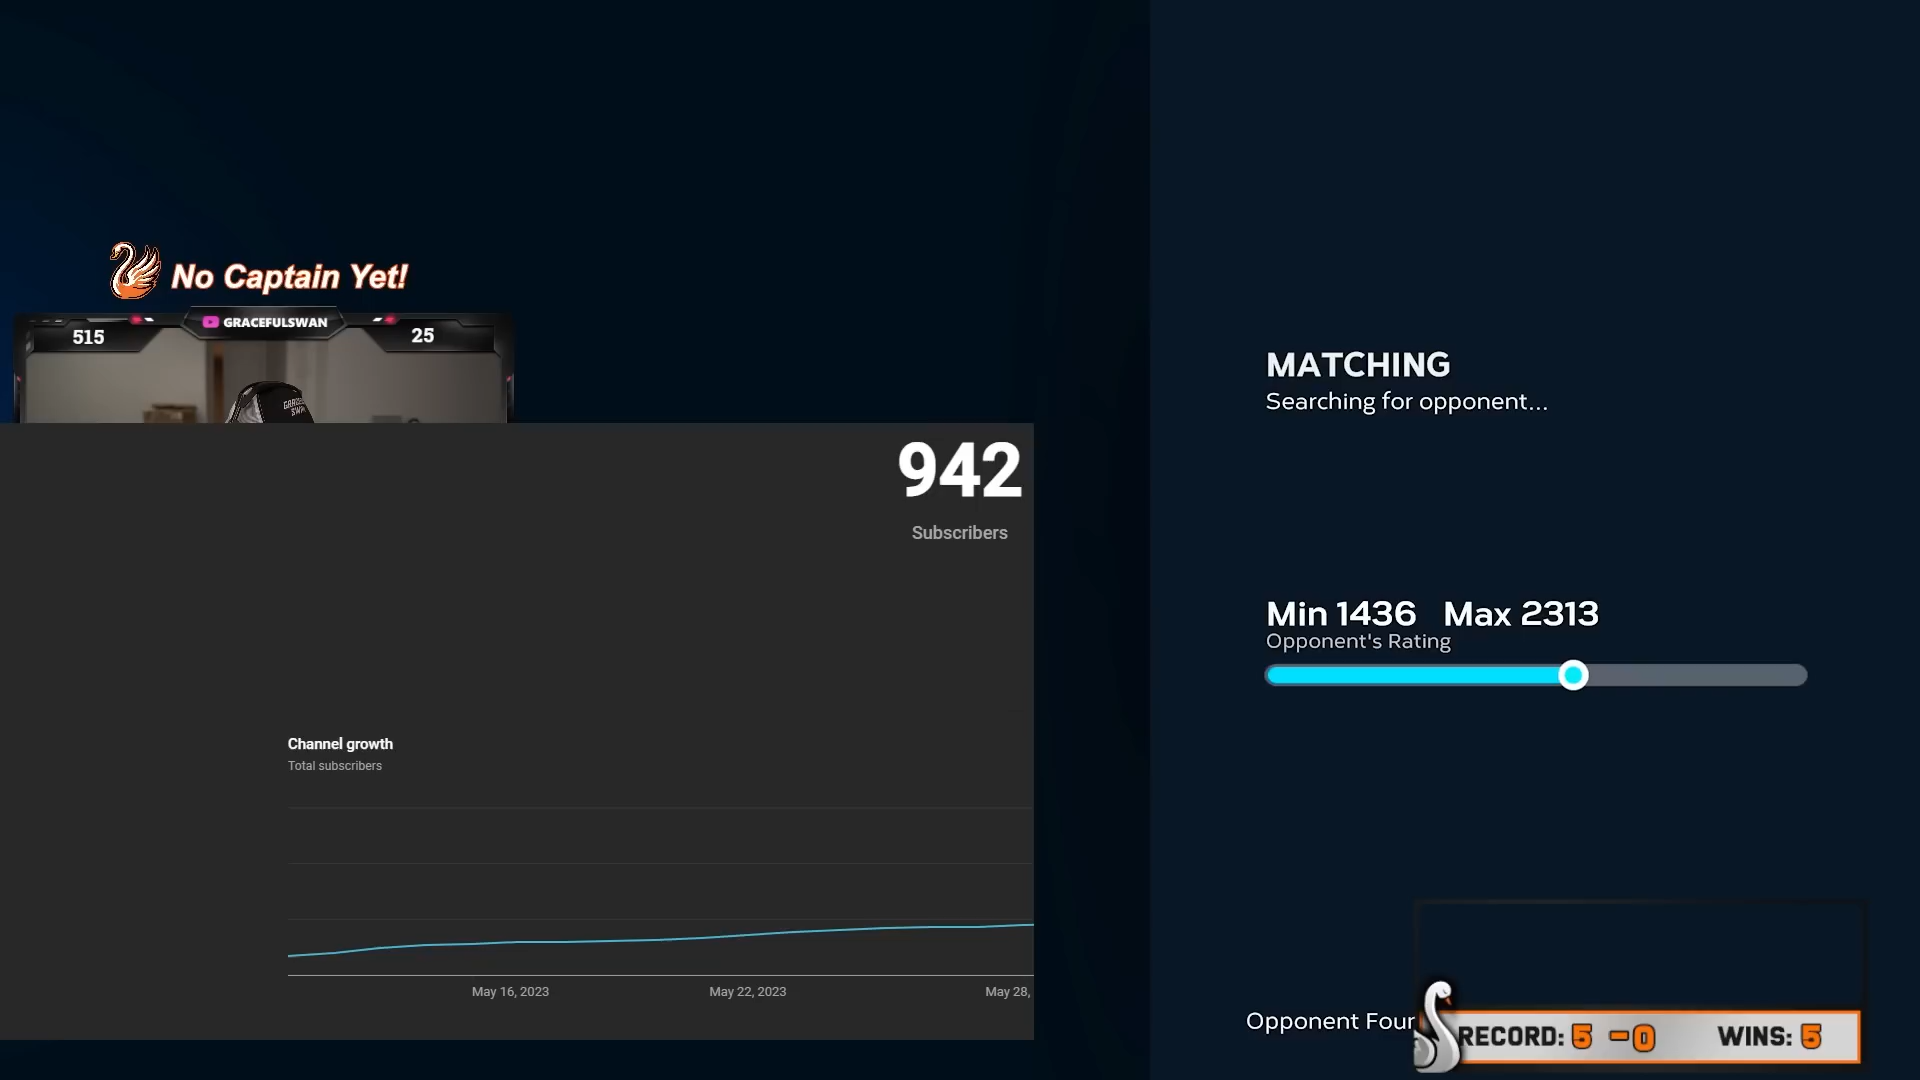 No Captain Yet!
515
GRACEFULSWAN
25
942
Subscribers
Channel growth
Total subscribers
May 16, 2023
May 22, 2023
May 28,
MATCHING
Searching for opponent...
Min 1436 Max 2313
Opponent's Rating
Opponent Four
RECORD: 5 - 0 WINS: 5